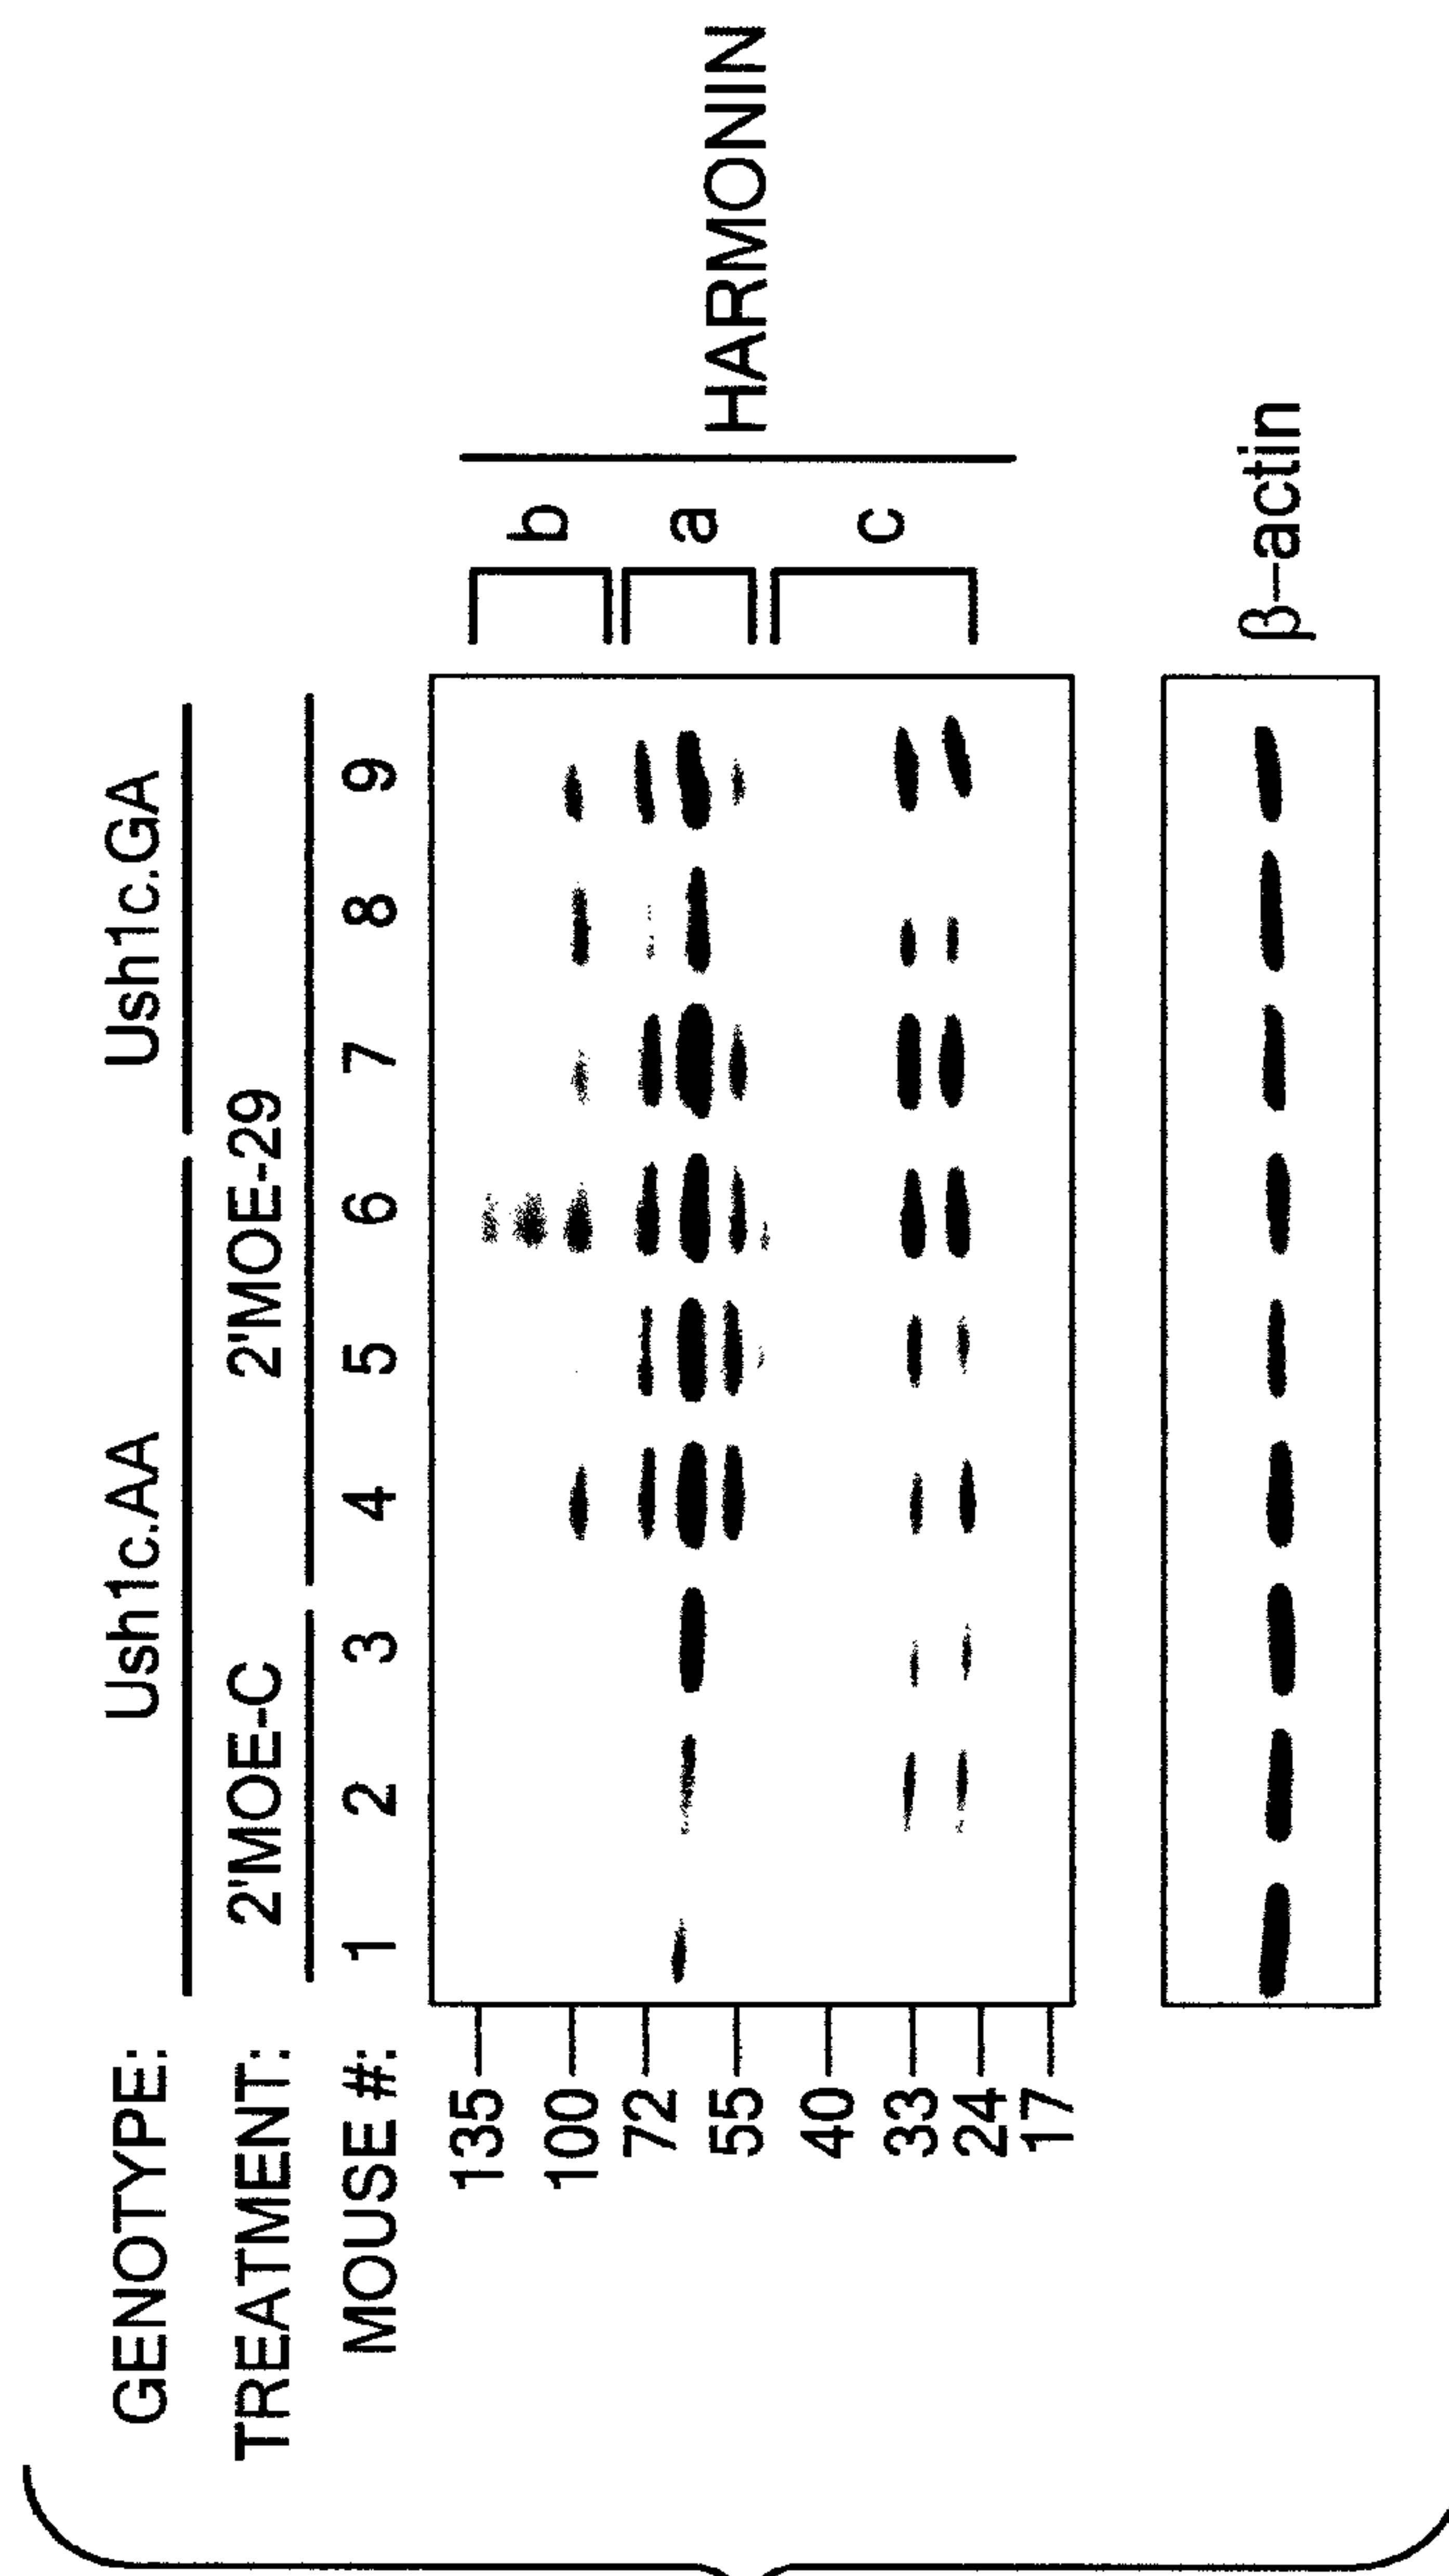 GENOTYPE: Ush1c.AA Ush1c.GA
TREATMENT: 2'MOE-C 2'MOE-29
MOUSE #: 1 2 3 4 5 6 7 8 9
135
100
72
55
40
33
24
17
b
a
c
HARMONIN
β-actin